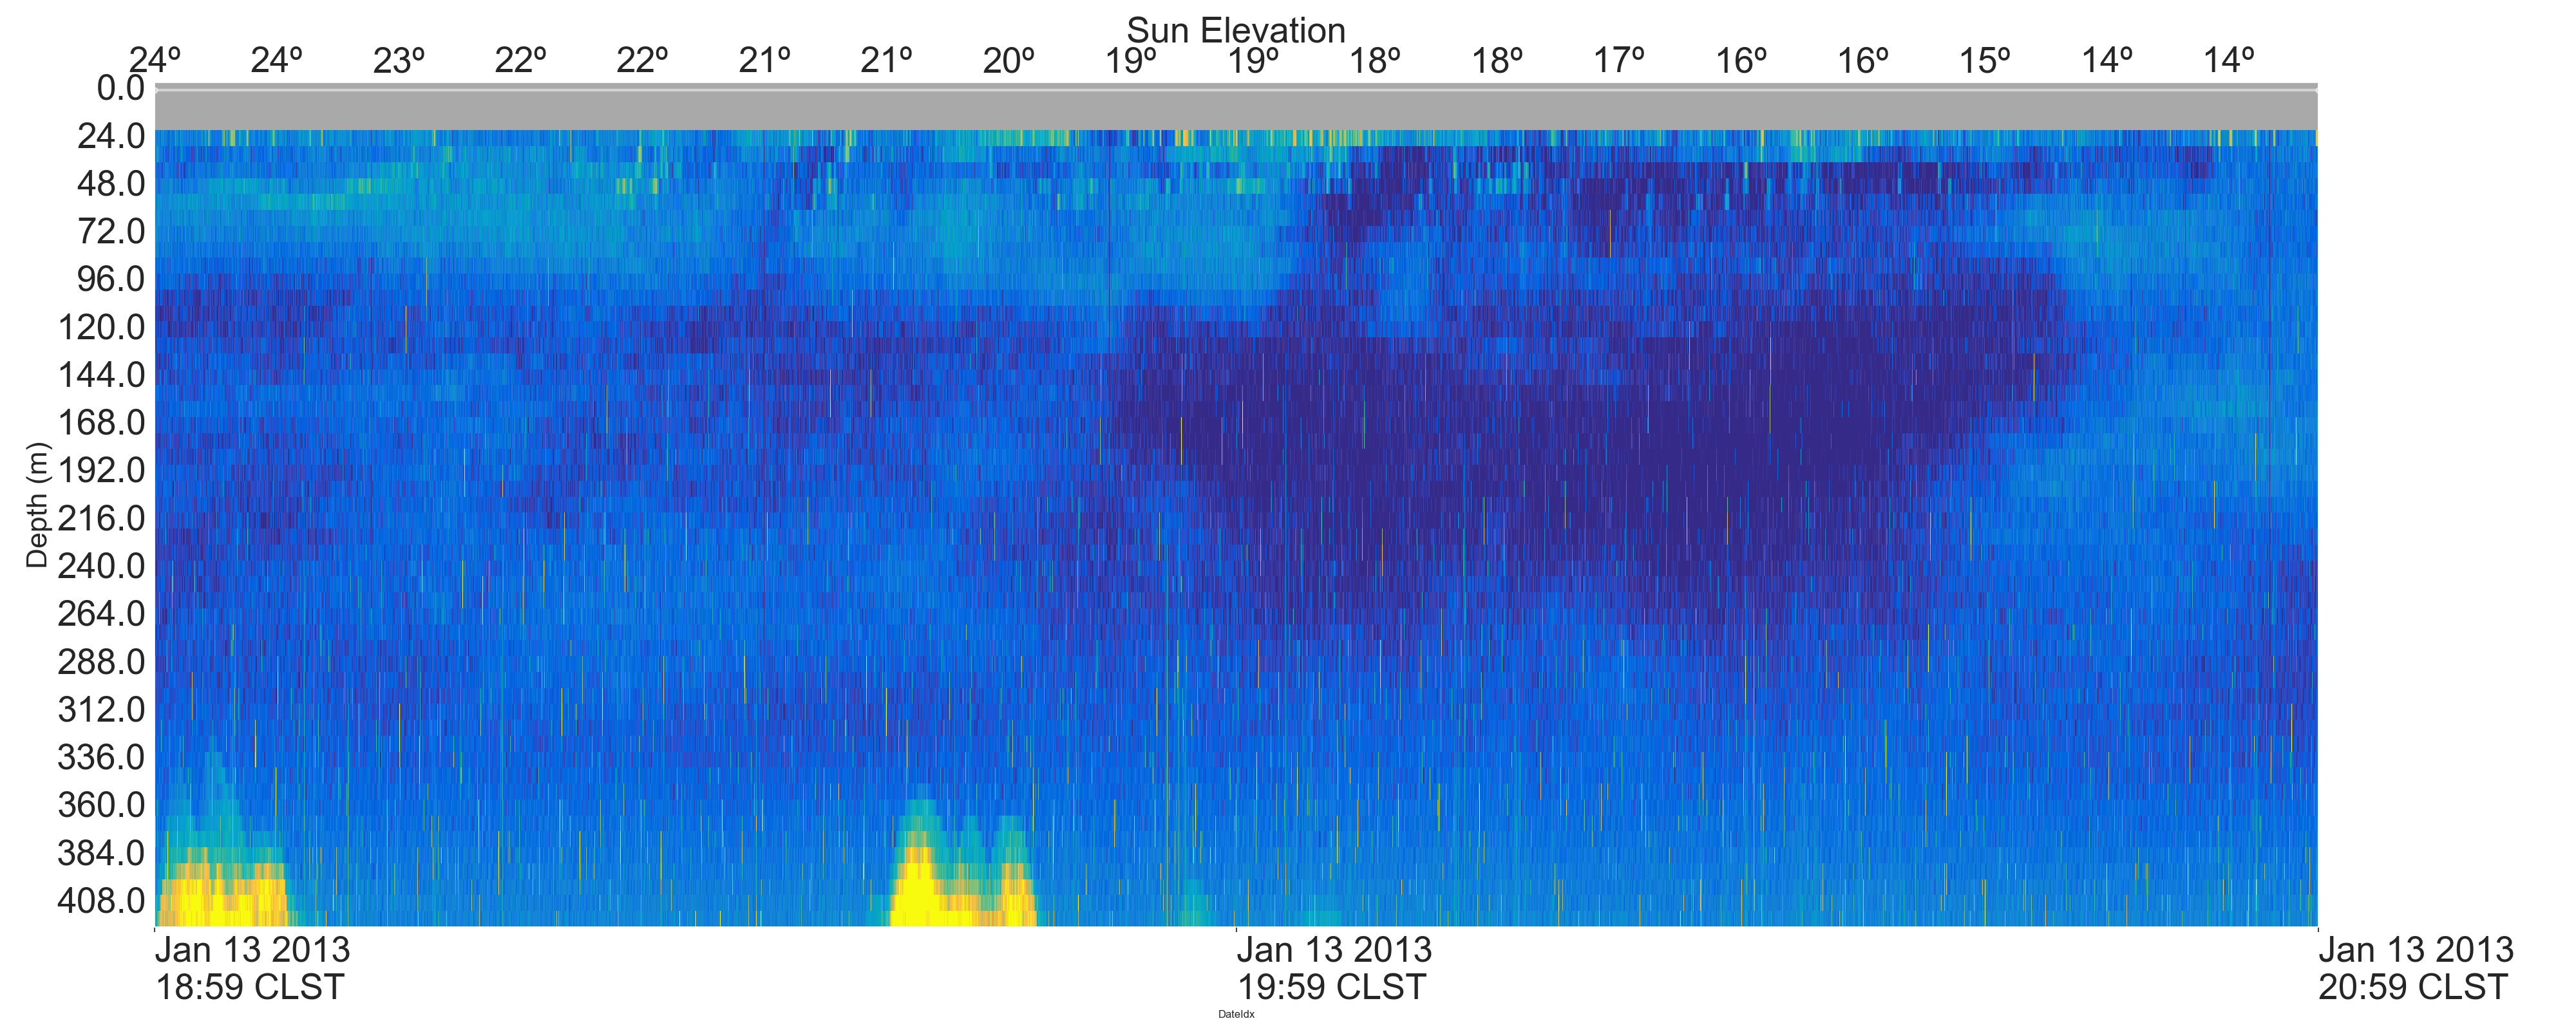 Sun Elevation
24º 24º 23º 22º 22º 21º 21º 20º 19º 19º 18º 18º 17º 16º 16º 15º 14º 14º
0.0
24.0
48.0
72.0
96.0
120.0
144.0
168.0
192.0
216.0
240.0
264.0
288.0
312.0
336.0
360.0
384.0
408.0
Depth (m)
Jan 13 2013
18:59 CLST
Jan 13 2013
19:59 CLST
Jan 13 2013
20:59 CLST
DateIdx